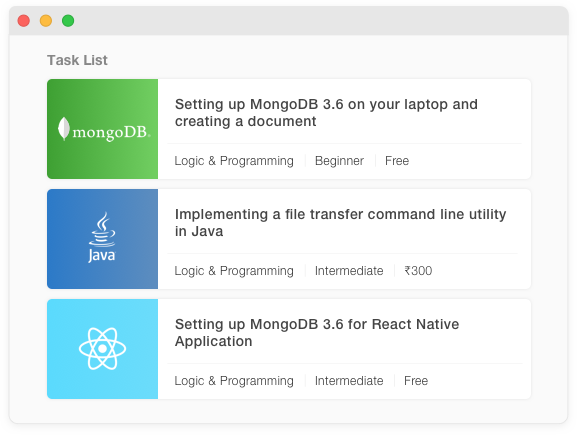 Task List
mongoDB.
Setting up MongoDB 3.6 on your laptop and
creating a document
Logic & Programming Beginner Free
Java
Implementing a file transfer command line utility
in Java
Logic & Programming Intermediate ₹300
Setting up MongoDB 3.6 for React Native
Application
Logic & Programming Intermediate Free